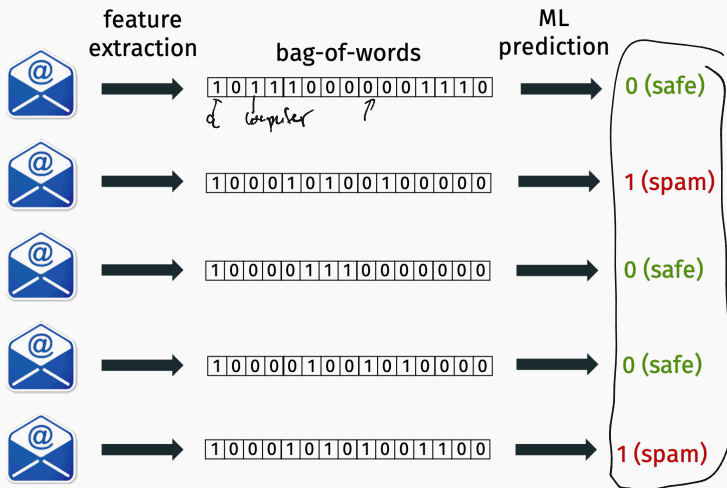 feature
extraction
bag-of-words
ML
prediction
@ 1 0 1 1 1 0 0 0 0 0 0 1 1 1 0 0 (safe)
a computer
@ 1 0 0 0 1 0 1 0 0 1 0 0 0 0 0 1 (spam)
@ 1 0 0 0 0 1 1 1 0 0 0 0 0 0 0 0 (safe)
@ 1 0 0 0 0 1 0 0 1 0 1 0 0 0 0 0 (safe)
@ 1 0 0 0 1 0 1 0 1 0 0 1 1 0 0 1 (spam)